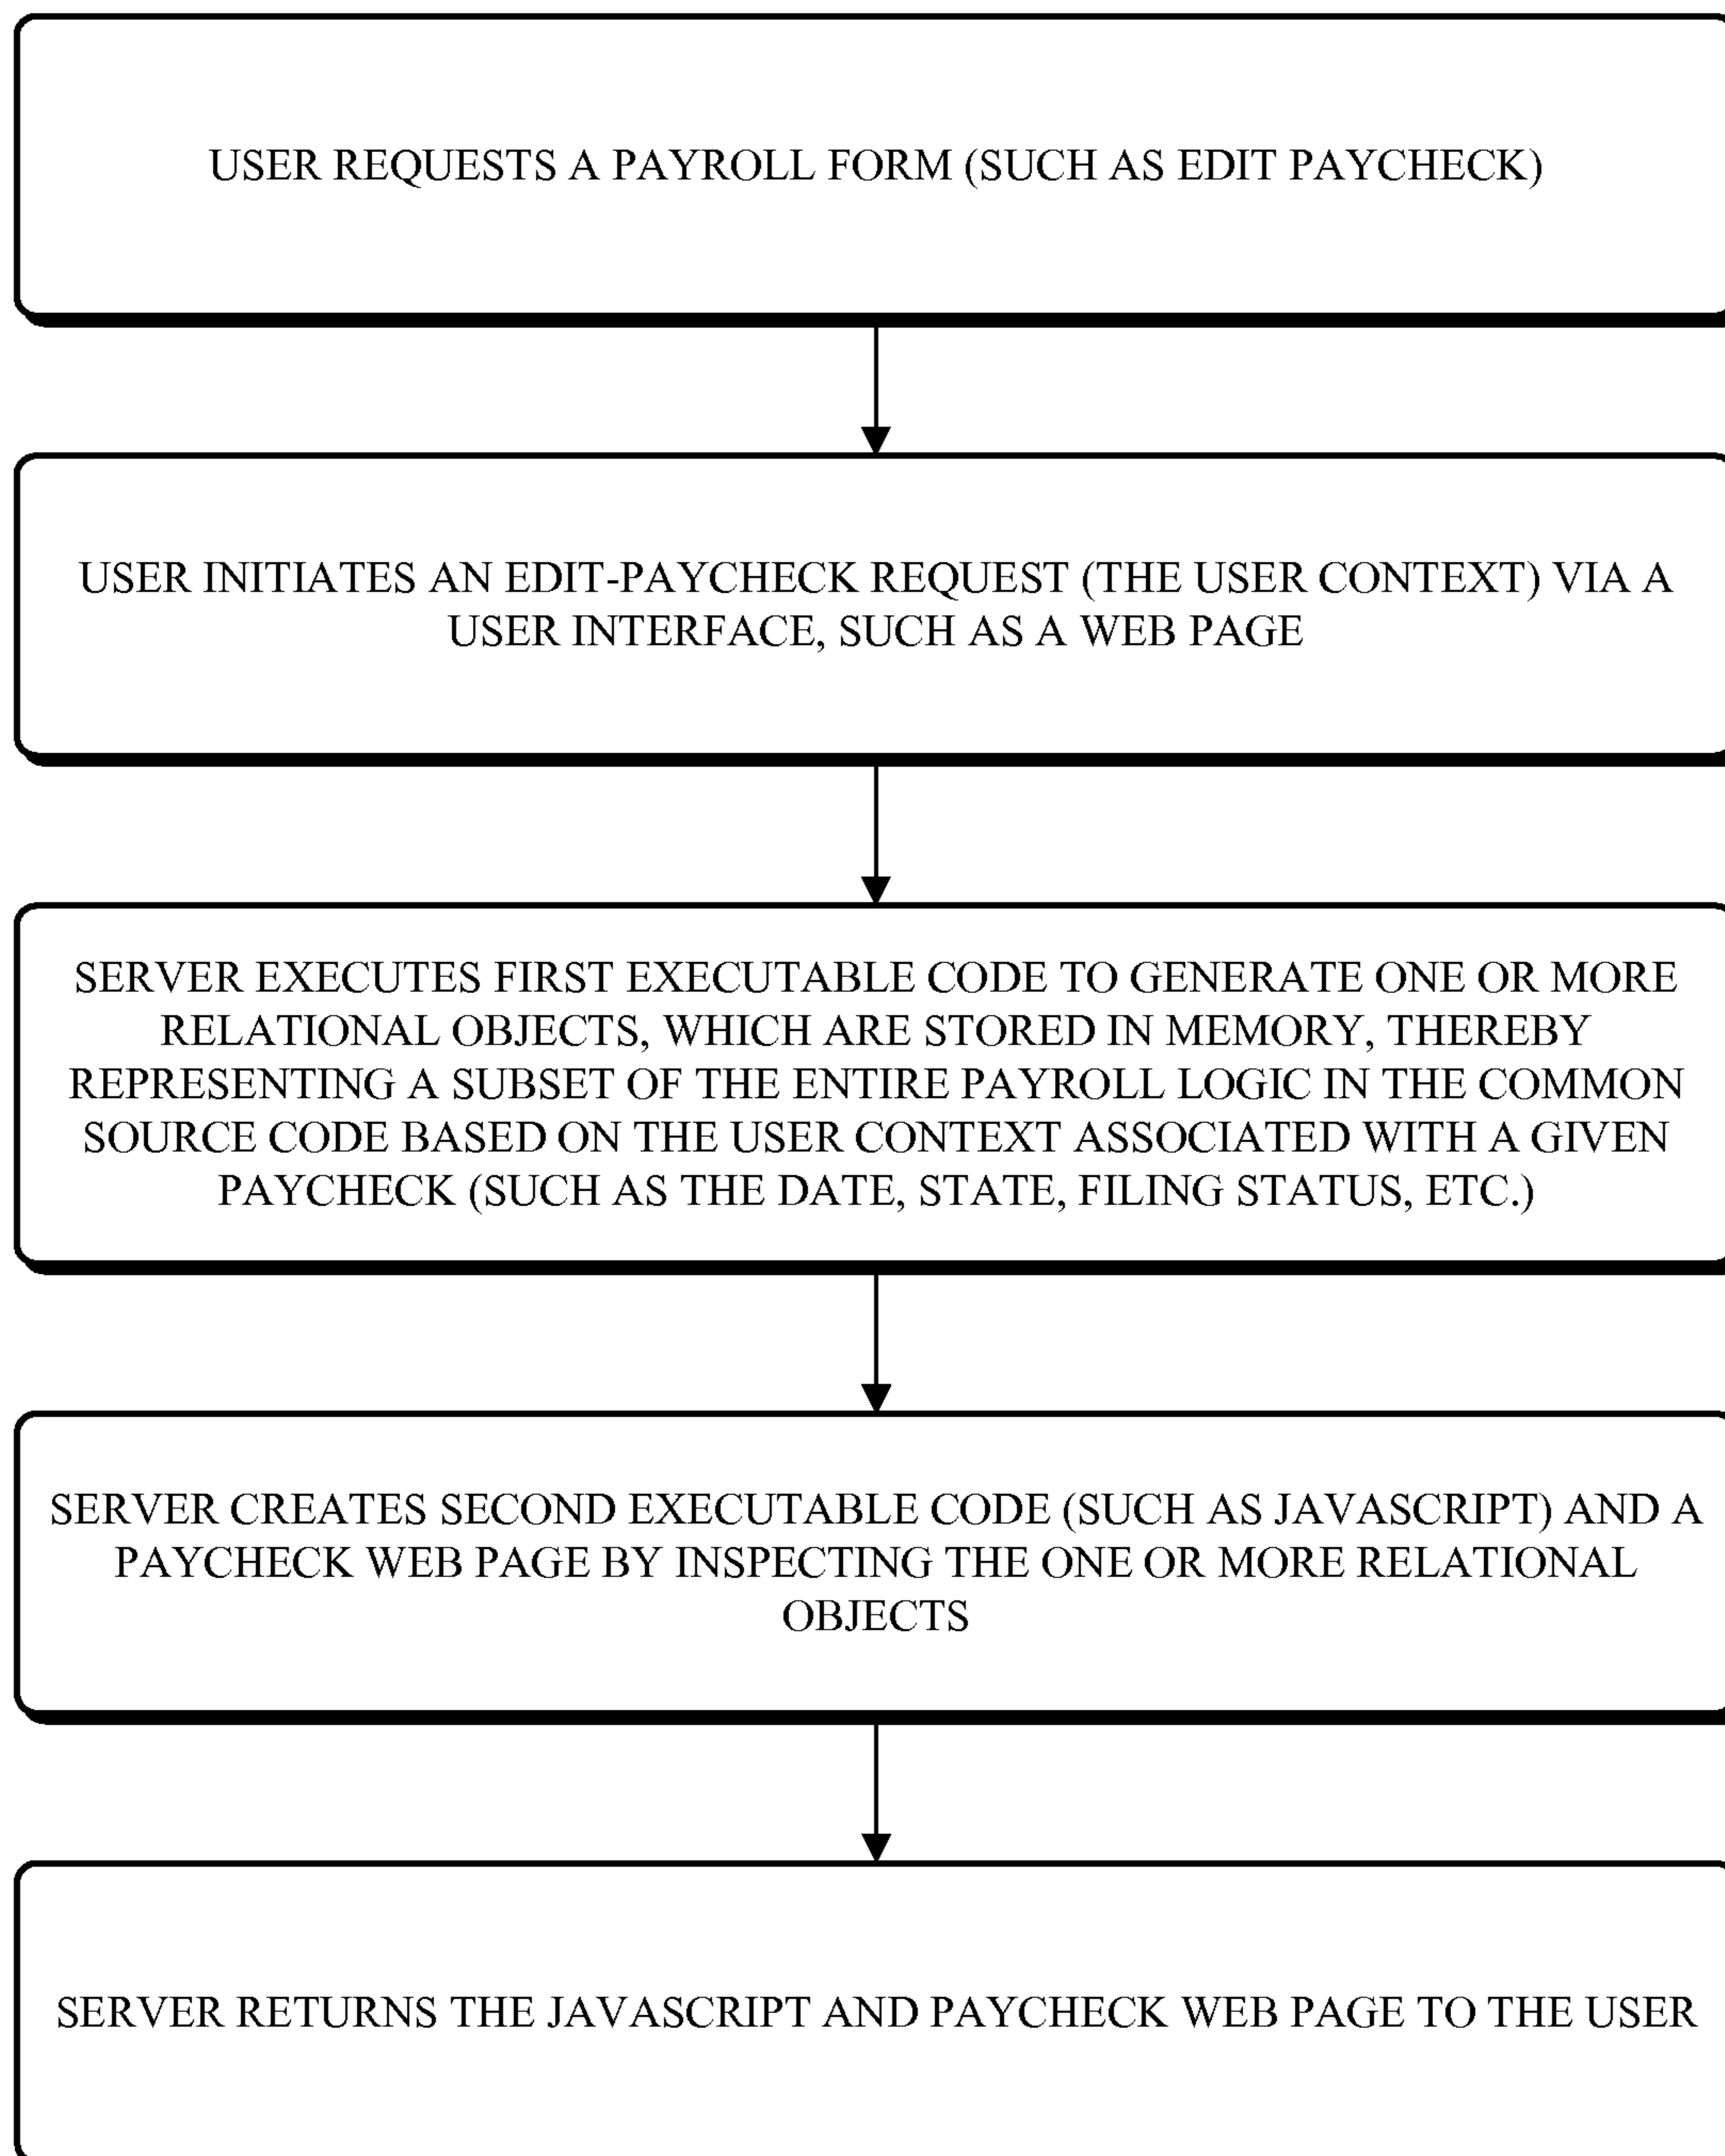 USER REQUESTS A PAYROLL FORM (SUCH AS EDIT PAYCHECK)
USER INITIATES AN EDIT-PAYCHECK REQUEST (THE USER CONTEXT) VIA A
USER INTERFACE, SUCH AS A WEB PAGE
SERVER EXECUTES FIRST EXECUTABLE CODE TO GENERATE ONE OR MORE
RELATIONAL OBJECTS, WHICH ARE STORED IN MEMORY, THEREBY
REPRESENTING A SUBSET OF THE ENTIRE PAYROLL LOGIC IN THE COMMON
SOURCE CODE BASED ON THE USER CONTEXT ASSOCIATED WITH A GIVEN
PAYCHECK (SUCH AS THE DATE, STATE, FILING STATUS, ETC.)
SERVER CREATES SECOND EXECUTABLE CODE (SUCH AS JAVASCRIPT) AND A
PAYCHECK WEB PAGE BY INSPECTING THE ONE OR MORE RELATIONAL
OBJECTS
SERVER RETURNS THE JAVASCRIPT AND PAYCHECK WEB PAGE TO THE USER